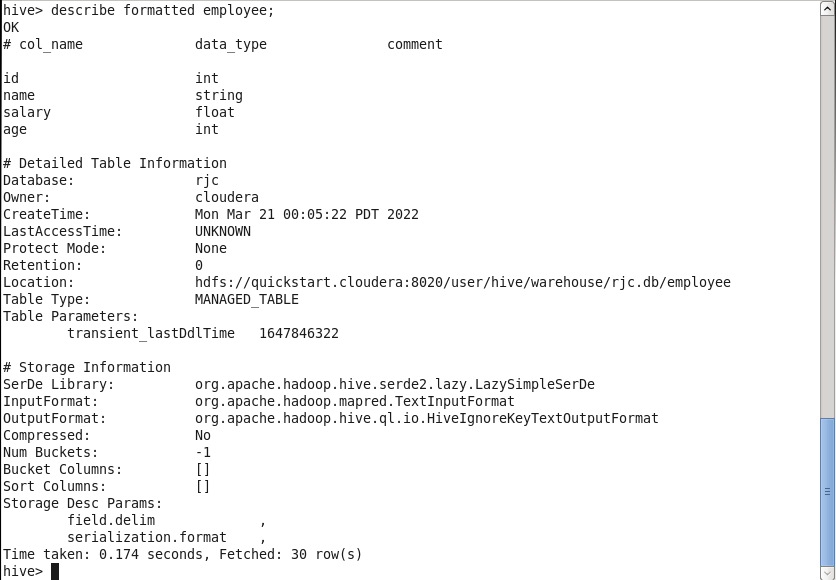 hive> describe formatted employee;
OK
# col_name              data_type               comment
id                      int
name                    string
salary                  float
age                     int
# Detailed Table Information
Database:               rjc
Owner:                  cloudera
CreateTime:             Mon Mar 21 00:05:22 PDT 2022
LastAccessTime:         UNKNOWN
Protect Mode:           None
Retention:              0
Location:               hdfs://quickstart.cloudera:8020/user/hive/warehouse/rjc.db/employee
Table Type:             MANAGED_TABLE
Table Parameters:
        transient_lastDdlTime   1647846322
# Storage Information
SerDe Library:          org.apache.hadoop.hive.serde2.lazy.LazySimpleSerDe
InputFormat:            org.apache.hadoop.mapred.TextInputFormat
OutputFormat:           org.apache.hadoop.hive.ql.io.HiveIgnoreKeyTextOutputFormat
Compressed:             No
Num Buckets:            -1
Bucket Columns:         []
Sort Columns:           []
Storage Desc Params:
        field.delim             ,
        serialization.format    ,
Time taken: 0.174 seconds, Fetched: 30 row(s)
hive>